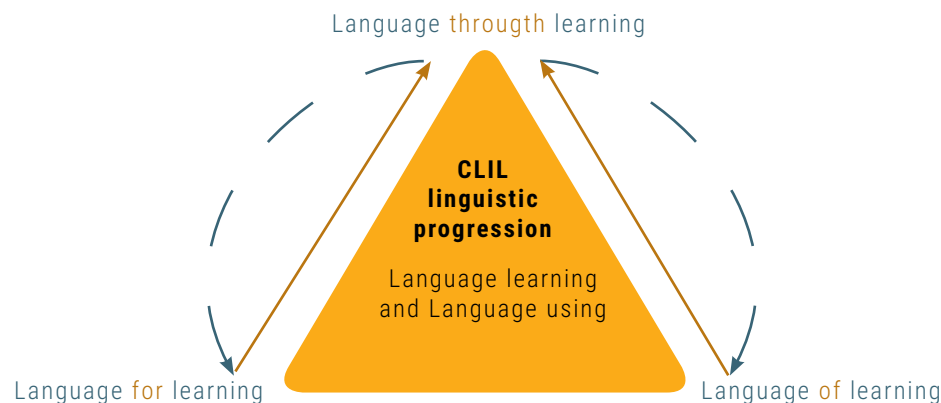 Language througth learning
CLIL
linguistic
progression
Language learning
and Language using
Language for learning
Language of learning